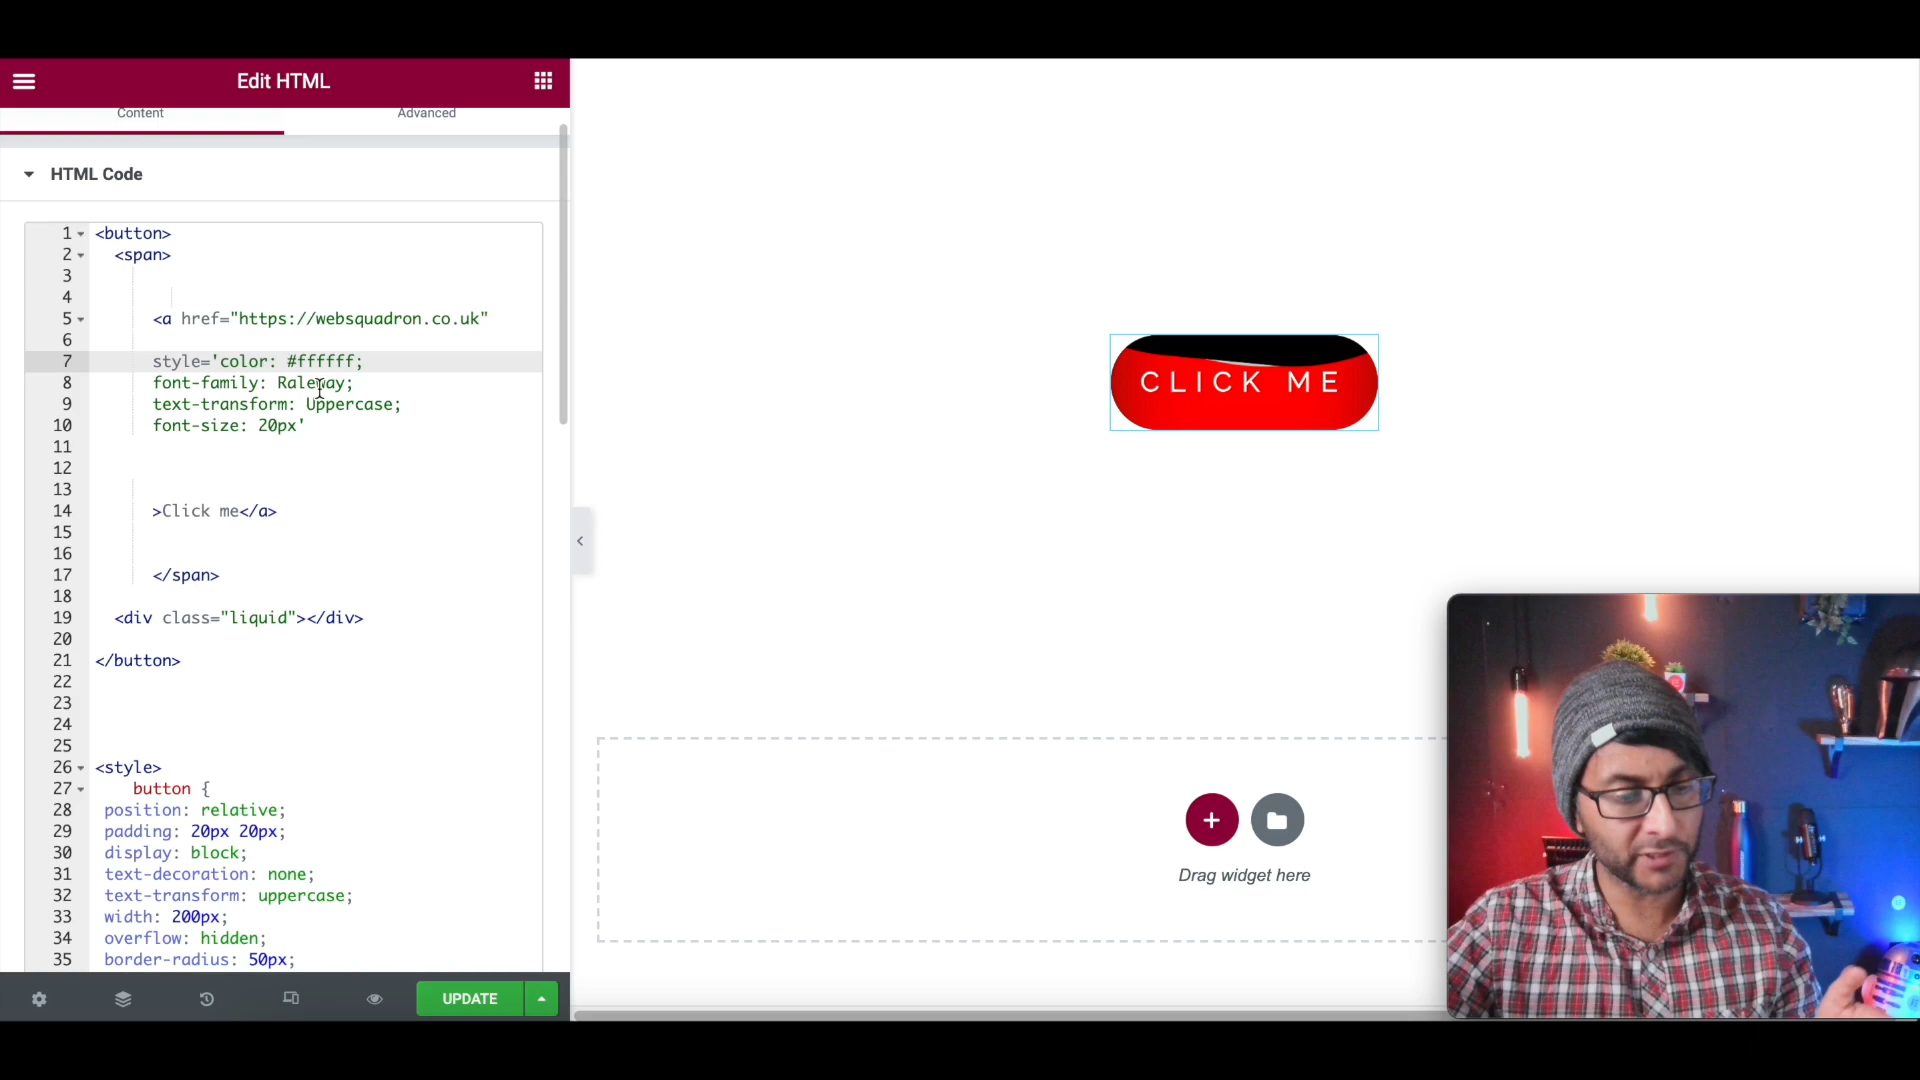 Edit HTML
Content
Advanced
HTML Code
1 <button>
2 <span>
3
4
5 <a href="https://websquadron.co.uk"
6
7 style='color: #ffffff;
8 font-family: Raleway;
9 text-transform: Uppercase;
10 font-size: 20px'
11
12
13
14 >Click me</a>
15
16
17 </span>
18
19 <div class="liquid"></div>
20
21 </button>
22
23
24
25
26 <style>
27 button {
28 position: relative;
29 padding: 20px 20px;
30 display: block;
31 text-decoration: none;
32 text-transform: uppercase;
33 width: 200px;
34 overflow: hidden;
35 border-radius: 50px;
UPDATE
CLICK ME
Drag widget here